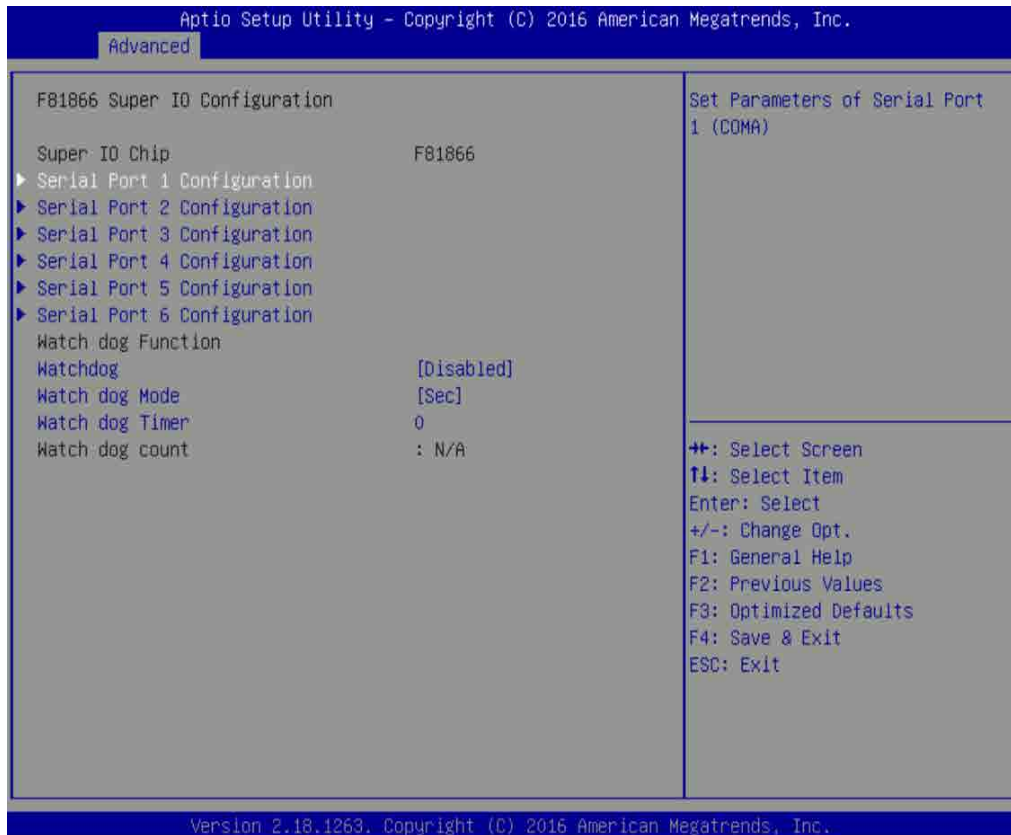 Aptio Setup Utility – Copyright (C) 2016 American Megatrends, Inc.
Advanced
F81866 Super IO Configuration
Super IO Chip F81866
Serial Port 1 Configuration
Serial Port 2 Configuration
Serial Port 3 Configuration
Serial Port 4 Configuration
Serial Port 5 Configuration
Serial Port 6 Configuration
Watch dog Function
Watchdog [Disabled]
Watch dog Mode [Sec]
Watch dog Timer 0
Watch dog count : N/A
Set Parameters of Serial Port
1 (COMA)
→←: Select Screen
↑↓: Select Item
Enter: Select
+/-: Change Opt.
F1: General Help
F2: Previous Values
F3: Optimized Defaults
F4: Save & Exit
ESC: Exit
Version 2.18.1263. Copyright (C) 2016 American Megatrends, Inc.